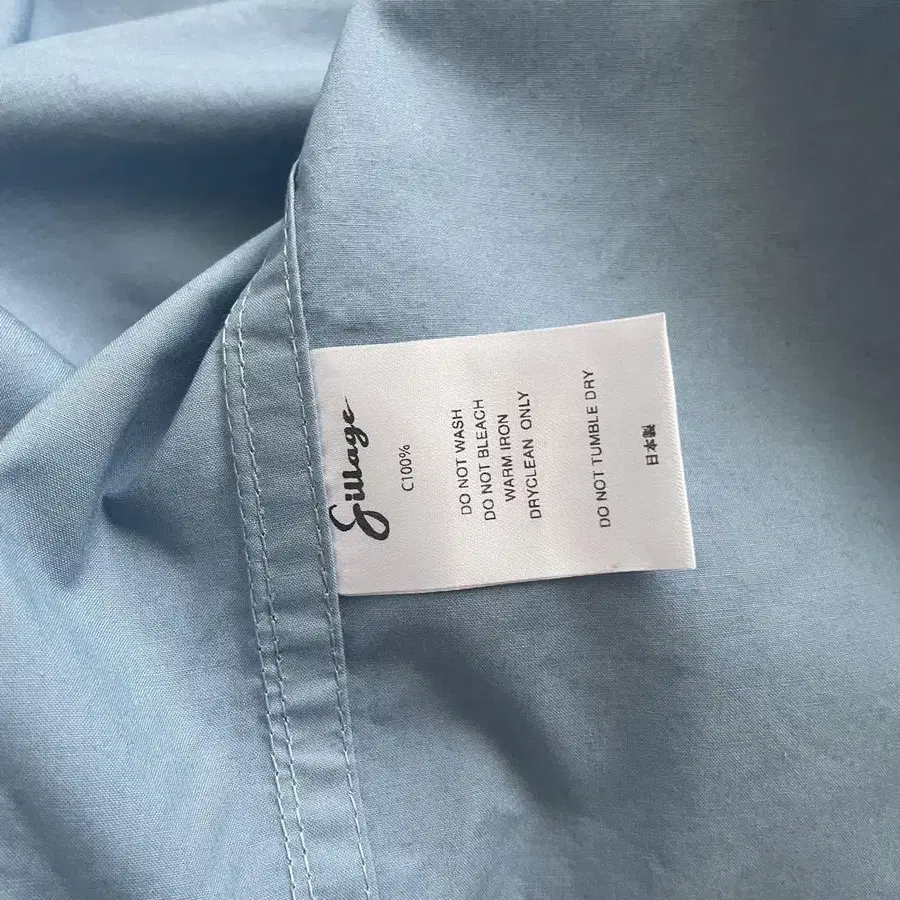 Sillage
C100%
DO NOT WASH
DO NOT BLEACH
WARM IRON
DRYCLEAN ONLY
DO NOT TUMBLE DRY
日本製